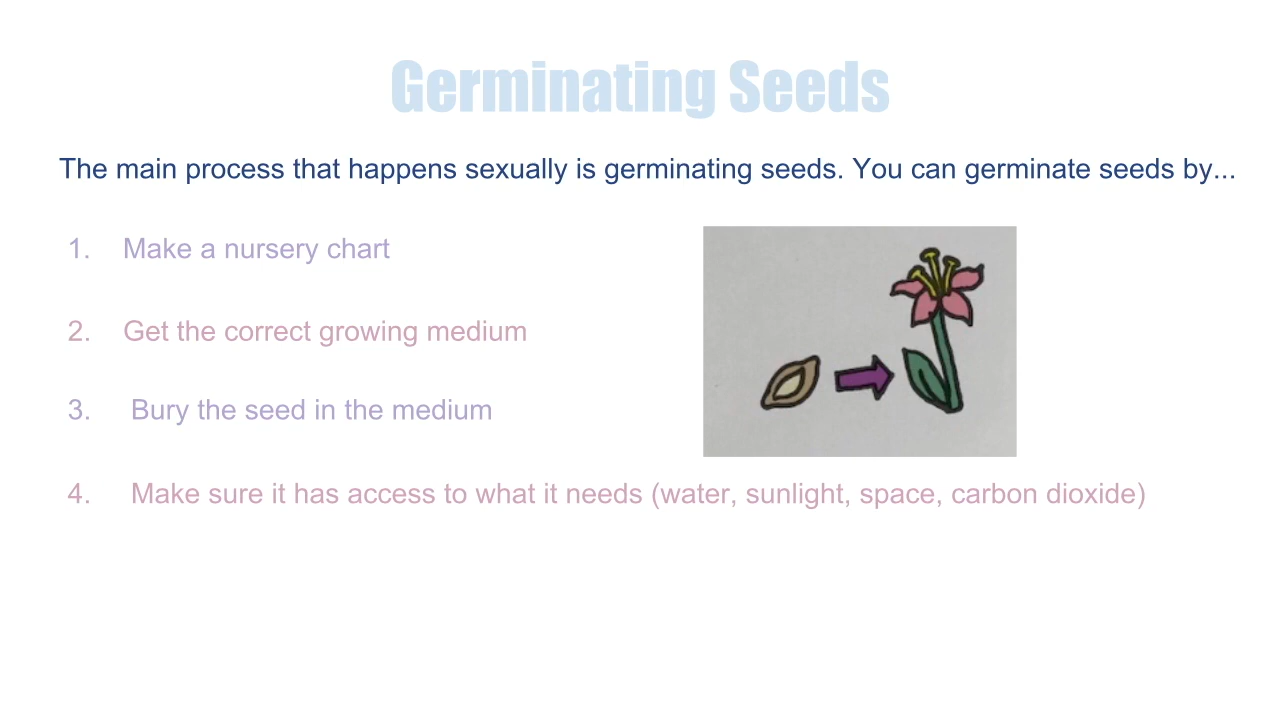 Germinating Seeds
The main process that happens sexually is germinating seeds. You can germinate seeds by...
1. Make a nursery chart
2. Get the correct growing medium
3. Bury the seed in the medium
4. Make sure it has access to what it needs (water, sunlight, space, carbon dioxide)